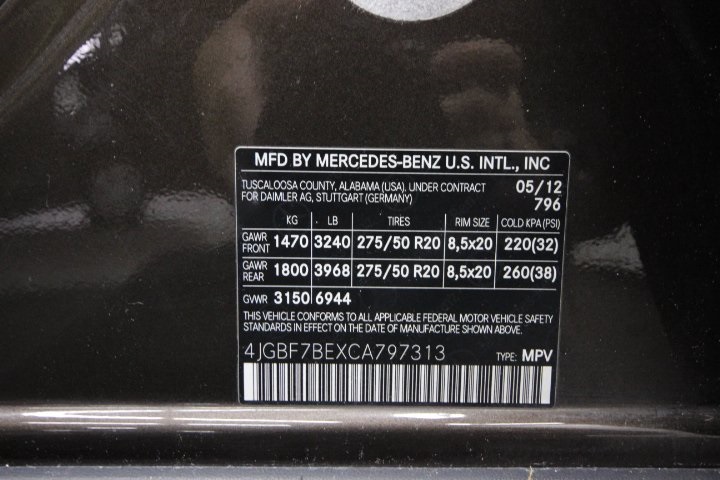 MFD BY MERCEDES-BENZ U.S. INTL., INC
TUSCALOOSA COUNTY, ALABAMA (USA). UNDER CONTRACT 05/12
FOR DAIMLER AG, STUTTGART (GERMANY) 796
KG LB TIRES RIM SIZE COLD KPA (PSI)
GAWR FRONT 1470 3240 275/50 R20 8,5x20 220(32)
GAWR REAR 1800 3968 275/50 R20 8,5x20 260(38)
GVWR 3150 6944
THIS VEHICLE CONFORMS TO ALL APPLICABLE FEDERAL MOTOR VEHICLE SAFETY
STANDARDS IN EFFECT ON THE DATE OF MANUFACTURE SHOWN ABOVE.
4JGBF7BEXCA797313 TYPE: MPV